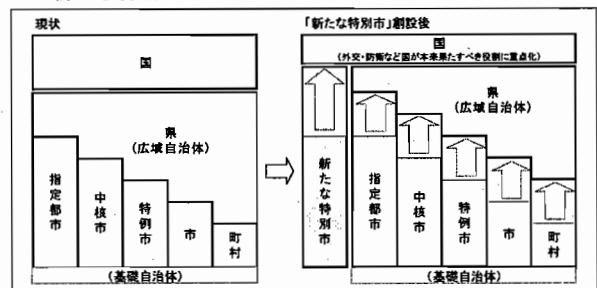 現状
国
県
(広域自治体)
指定都市
中核市
特例市
市
町村
(基礎自治体)
「新たな特別市」創設後
国
(外交・防衛など国が本来果たすべき役割に重点化)
県
(広域自治体)
新たな特別市
指定都市
中核市
特例市
市
町村
(基礎自治体)